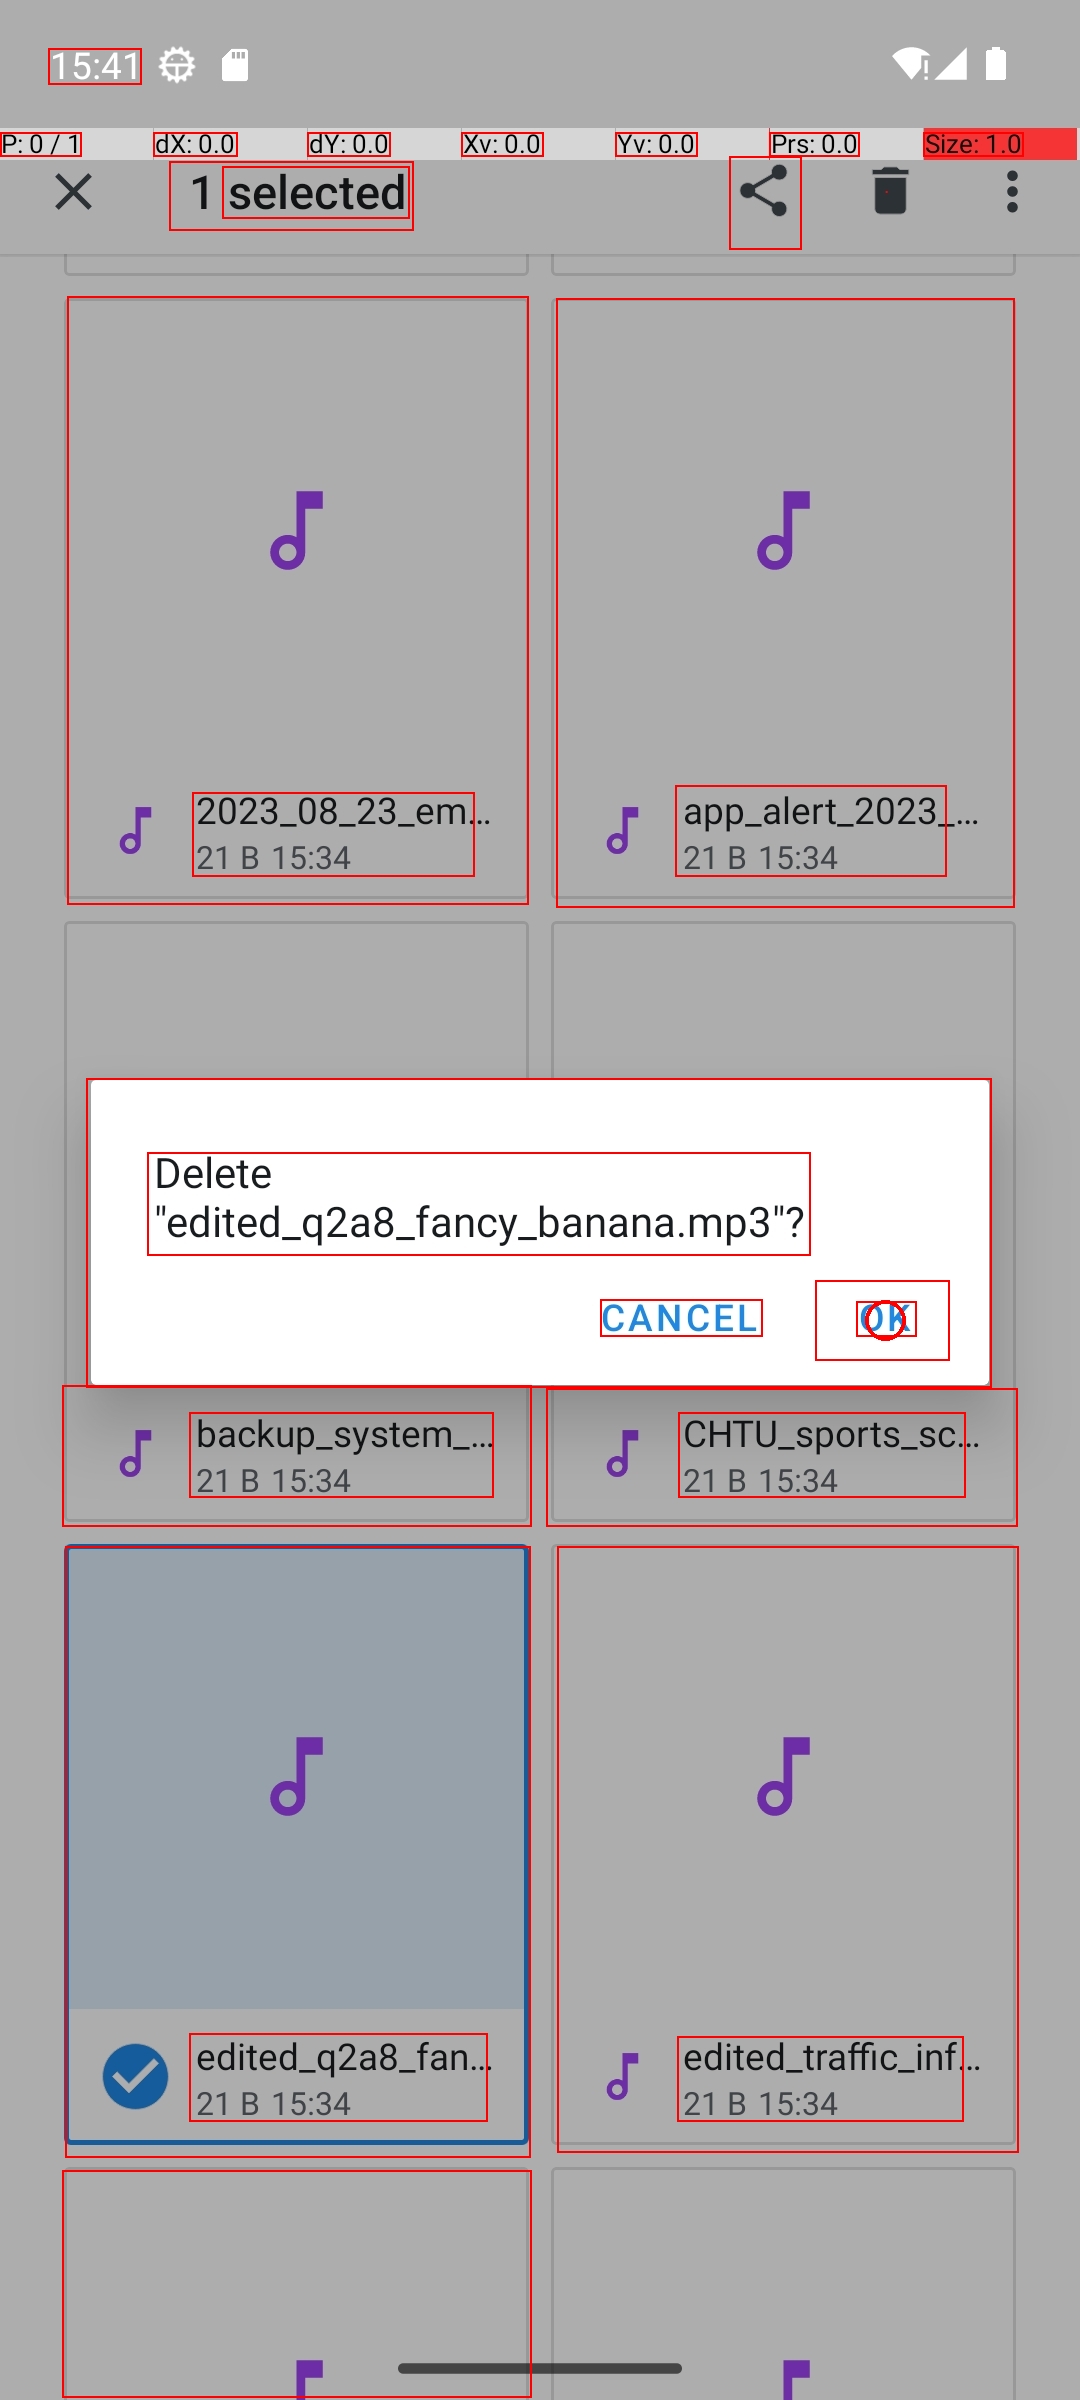 15:41
P: 0 / 1 dX: 0.0 dY: 0.0 Xv: 0.0 Yv: 0.0 Prs: 0.0 Size: 1.0
1 selected
2023_08_23_em...
21 B 15:34
app_alert_2023_...
21 B 15:34
Delete
"edited_q2a8_fancy_banana.mp3"?
CANCEL OK
backup_system_...
21 B 15:34
CHTU_sports_sc...
21 B 15:34
edited_q2a8_fan...
21 B 15:34
edited_traffic_inf...
21 B 15:34